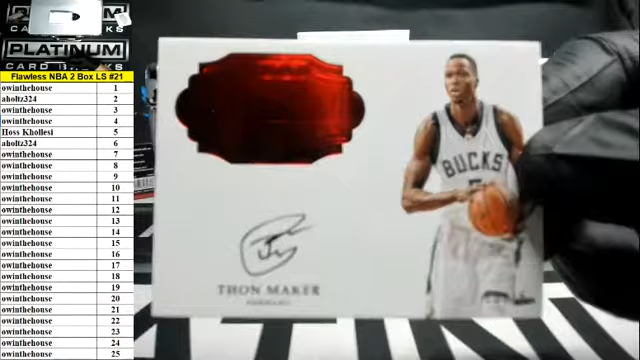 PLATINUM
CARD BREAKS
Flawless NBA 2 Box LS #21
owinthehouse 1
aholtz324 2
owinthehouse 3
owinthehouse 4
Hoss Khollesi 5
aholtz324 6
owinthehouse 7
owinthehouse 8
owinthehouse 9
owinthehouse 10
owinthehouse 11
owinthehouse 12
owinthehouse 13
owinthehouse 14
owinthehouse 15
owinthehouse 16
owinthehouse 17
owinthehouse 18
owinthehouse 19
owinthehouse 20
owinthehouse 21
owinthehouse 22
owinthehouse 23
owinthehouse 24
owinthehouse 25
BUCKS
THON MAKER